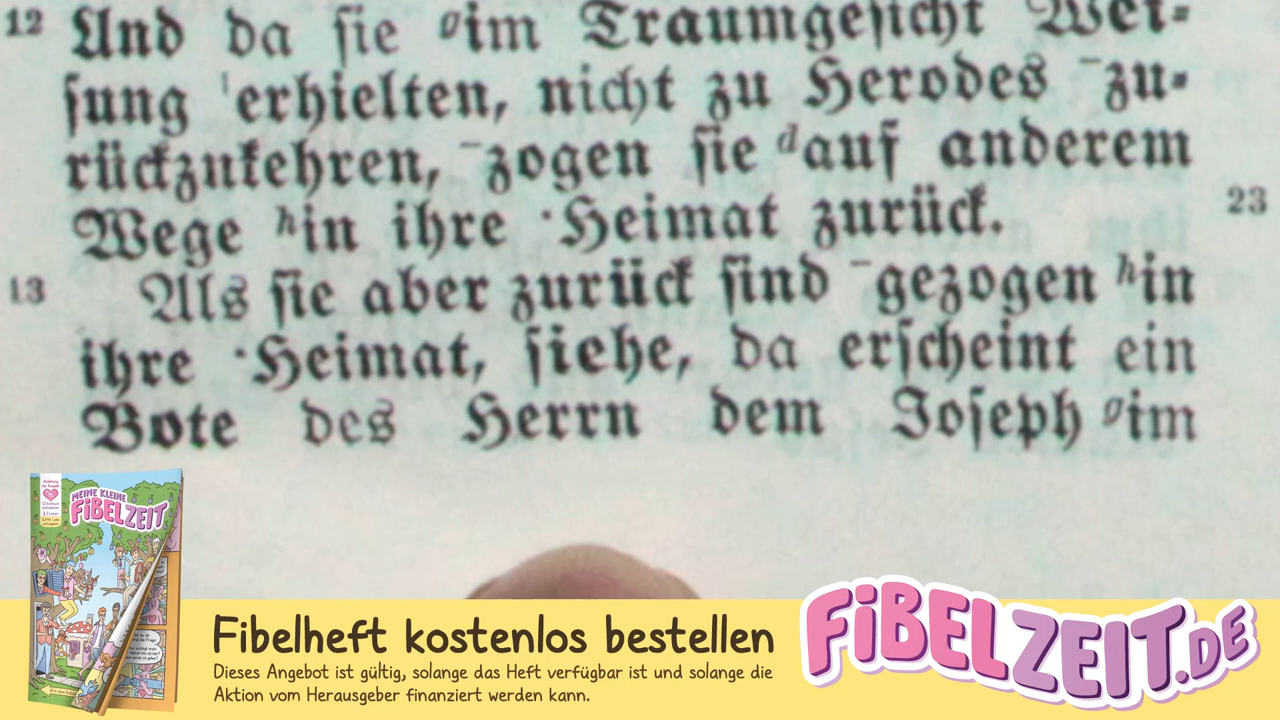 12 Und da sie ᵒim Traumgesicht Wei-
sung ˈerhielten, nicht zu Herodes ‾zu-
rückzukehren, ‾zogen sie ᵈauf anderem
Wege ʰin ihre ·Heimat zurück.
23
13 Als sie aber zurück sind ‾gezogen ʰin
ihre ·Heimat, siehe, da erscheint ein
Bote des Herrn dem Joseph ᵒim
MEINE KLEINE
FiBELZEIT
Fibelheft kostenlos bestellen
Dieses Angebot ist gültig, solange das Heft verfügbar ist und solange die
Aktion vom Herausgeber finanziert werden kann.
FiBELZEIT.DE